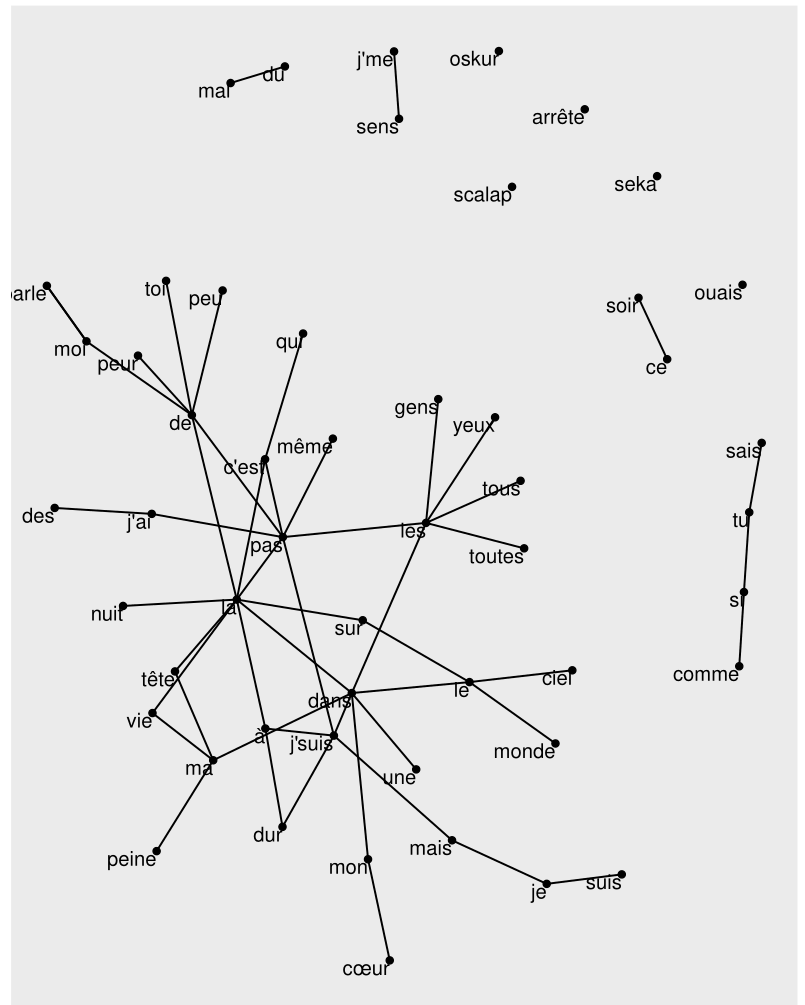 j'me
oskur
du
mal
arrête
sens
seka
scalap
toi
peu
arle
ouais
soir
qui
moi
peur
ce
gens
de
yeux
même
sais
c'est
tous
des
j'ai
tu
les
pas
toutes
nuit
la
si
sur
tête
comme
ciel
le
dans
vie
à
j'suis
monde
ma
une
dur
mais
peine
mon
suis
je
cœur